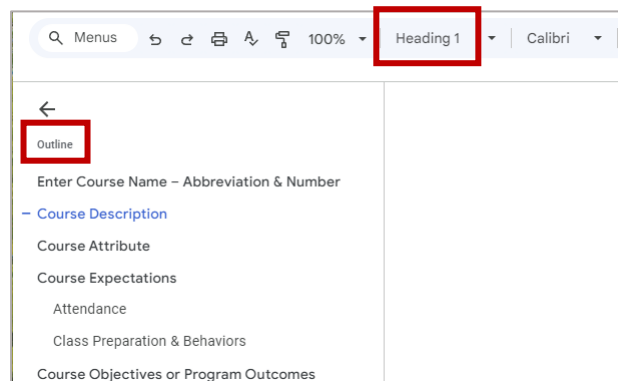 Menus 100% Heading 1 Calibri
Outline
Enter Course Name – Abbreviation & Number
Course Description
Course Attribute
Course Expectations
Attendance
Class Preparation & Behaviors
Course Objectives or Program Outcomes